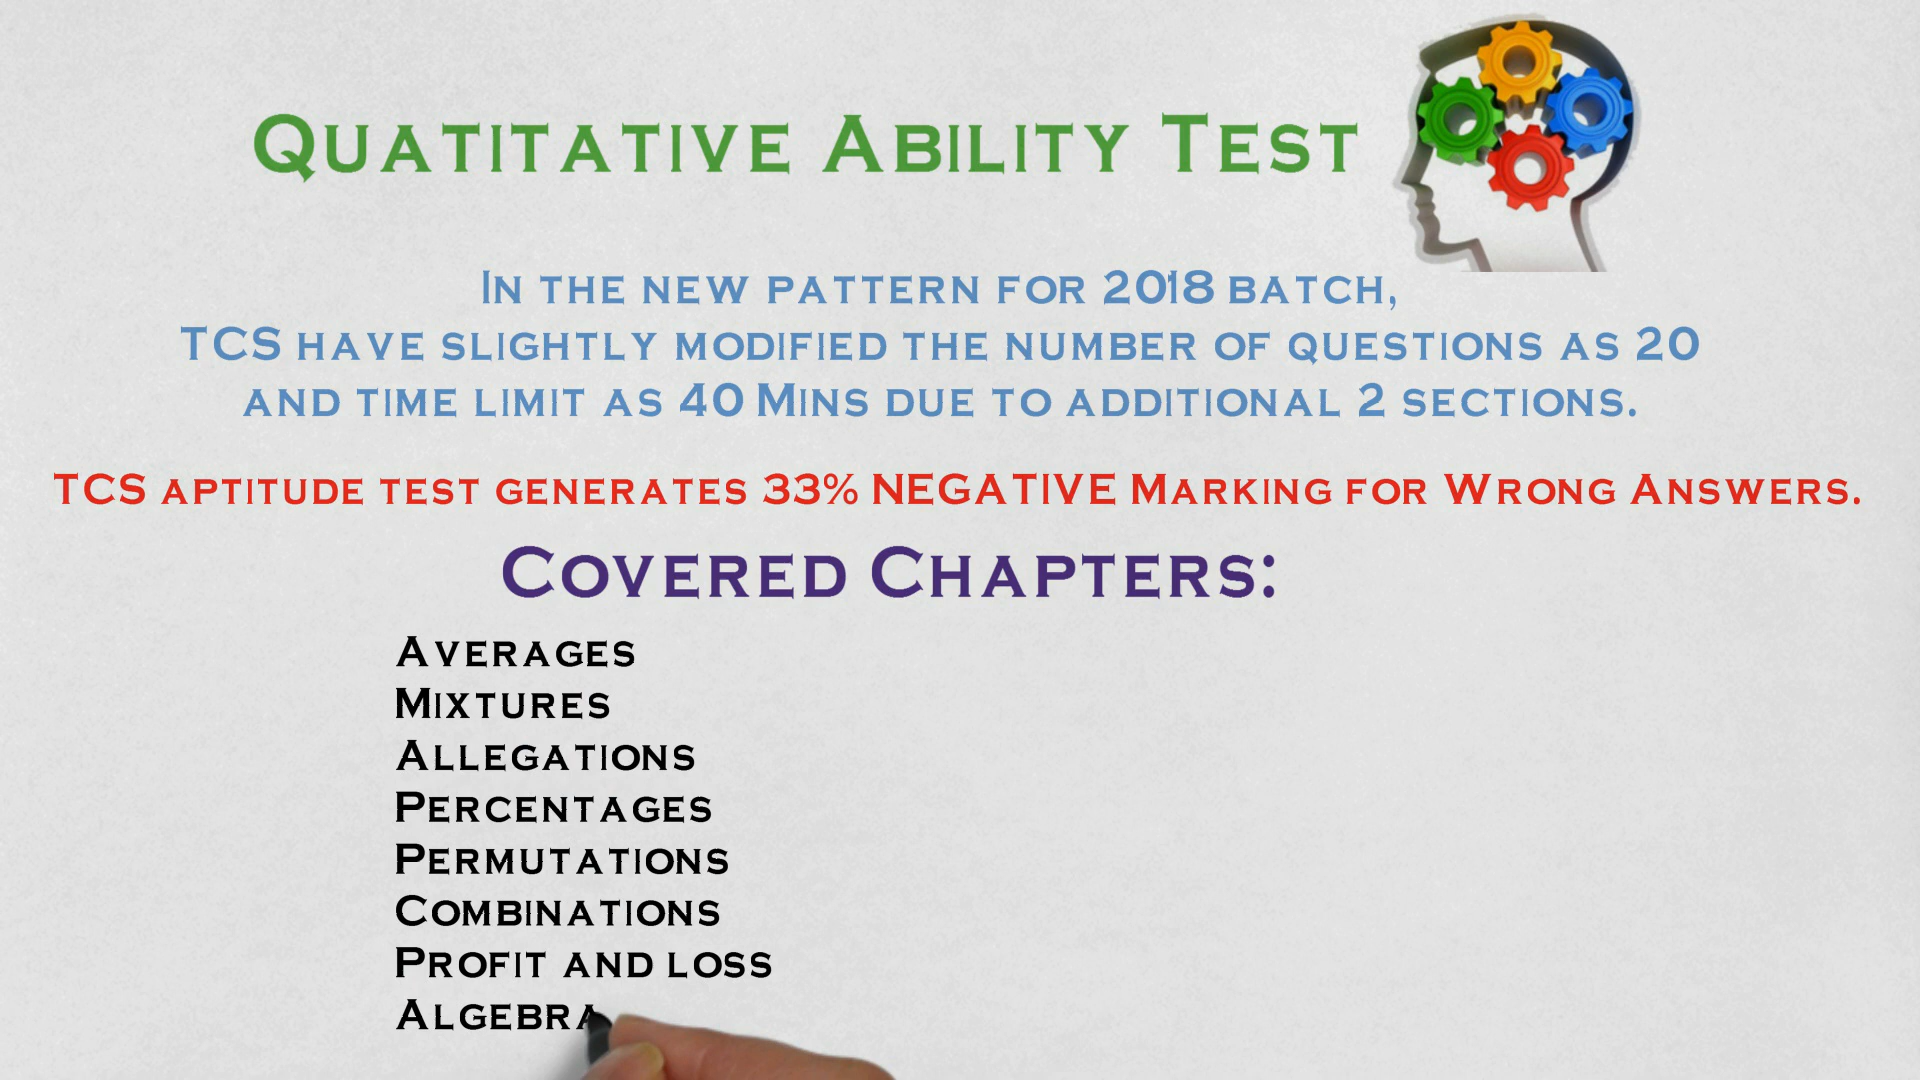 Quatitative Ability Test
In the new pattern for 2018 batch,
TCS have slightly modified the number of questions as 20
and time limit as 40 Mins due to additional 2 sections.
TCS aptitude test generates 33% NEGATIVE Marking for Wrong Answers.
Covered Chapters:
Averages
Mixtures
Allegations
Percentages
Permutations
Combinations
Profit and loss
Algebra